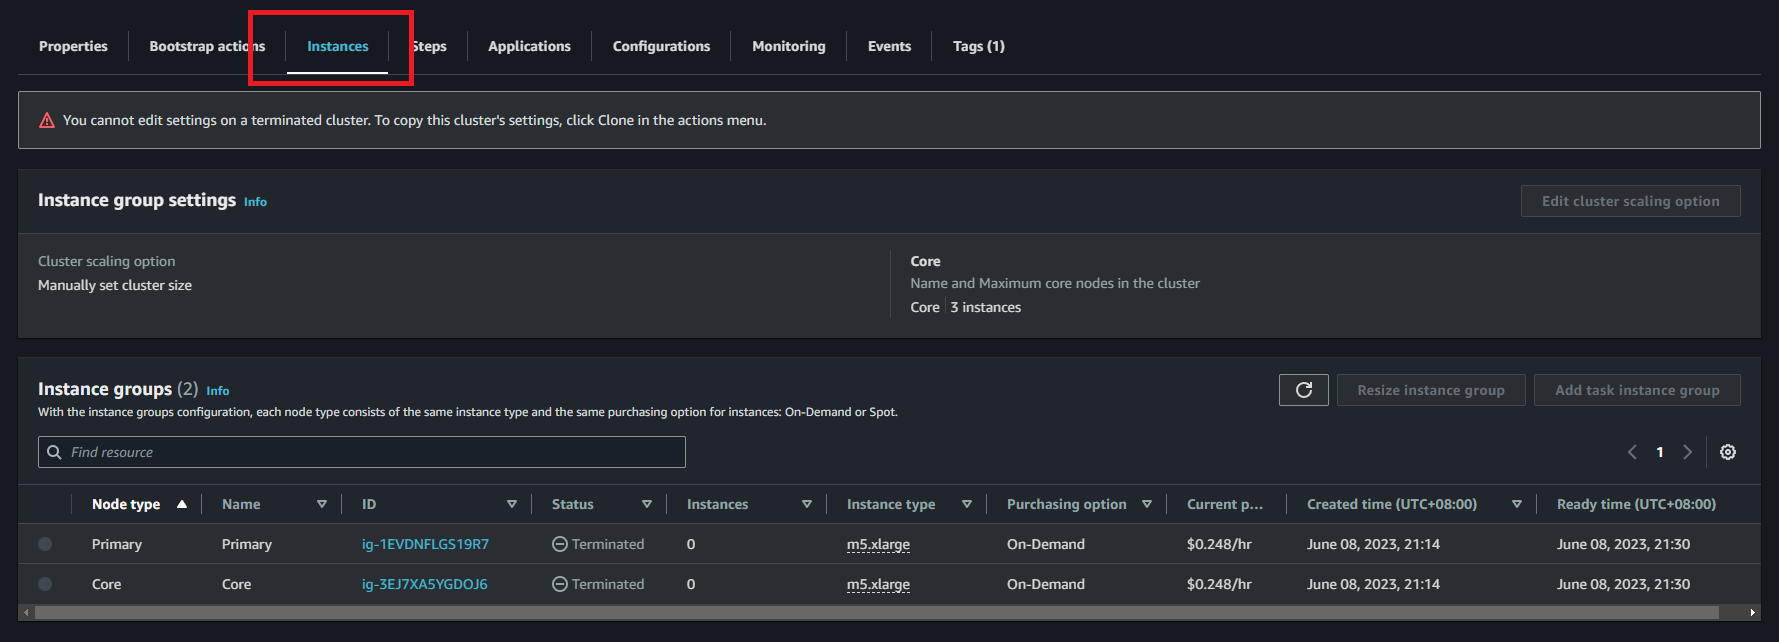 Properties Bootstrap actions Instances Steps Applications Configurations Monitoring Events Tags (1)
You cannot edit settings on a terminated cluster. To copy this cluster's settings, click Clone in the actions menu.
Instance group settings Info Edit cluster scaling option
Cluster scaling option
Manually set cluster size
Core
Name and Maximum core nodes in the cluster
Core 3 instances
Instance groups (2) Info Resize instance group Add task instance group
With the instance groups configuration, each node type consists of the same instance type and the same purchasing option for instances: On-Demand or Spot.
Find resource 1
Node type Name ID Status Instances Instance type Purchasing option Current p... Created time (UTC+08:00) Ready time (UTC+08:00)
Primary Primary ig-1EVDNFLGS19R7 Terminated 0 m5.xlarge On-Demand $0.248/hr June 08, 2023, 21:14 June 08, 2023, 21:30
Core Core ig-3EJ7XA5YGDOJ6 Terminated 0 m5.xlarge On-Demand $0.248/hr June 08, 2023, 21:14 June 08, 2023, 21:30